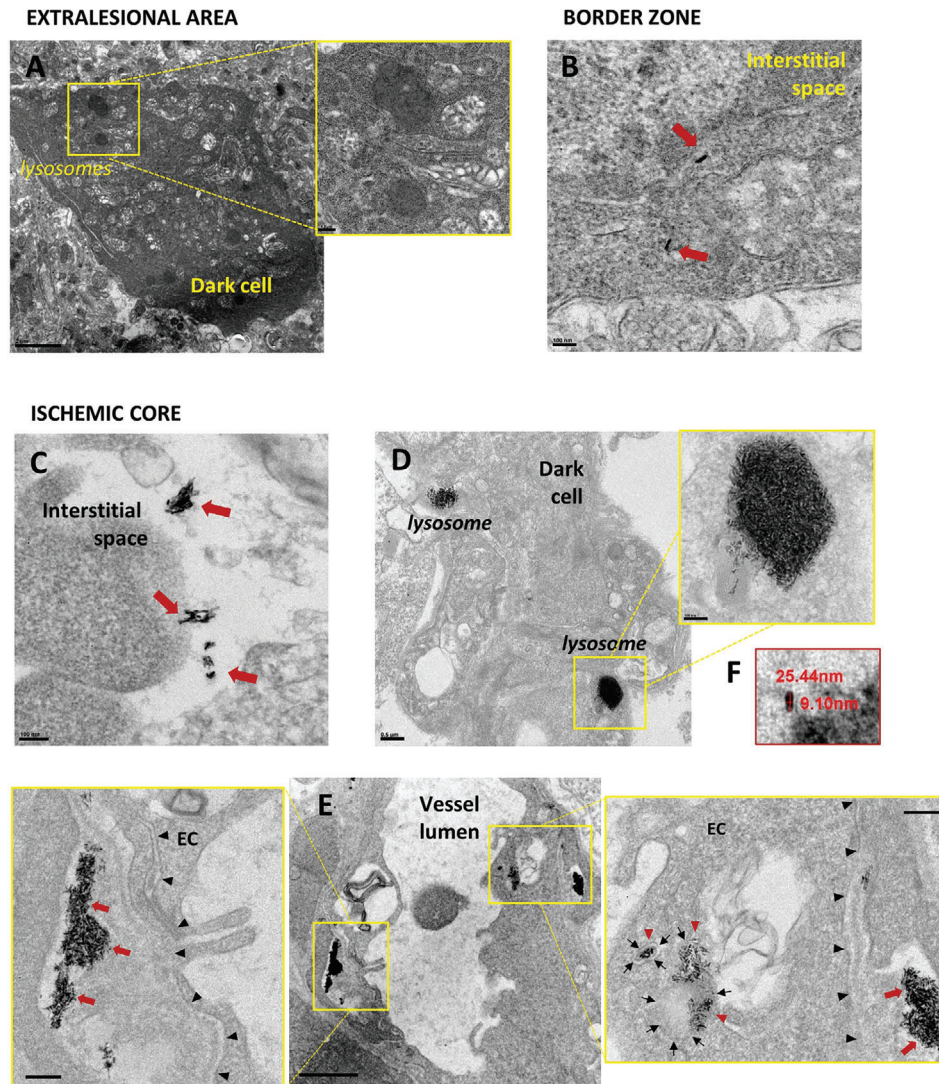 EXTRALESIONAL AREA
BORDER ZONE
A
lysosomes
Dark cell
B
Interstitial
space
100 nm
ISCHEMIC CORE
C
Interstitial
space
100 nm
D
Dark
cell
lysosome
lysosome
0.5 µm
F
25.44nm
9.10nm
EC
E
Vessel
lumen
EC